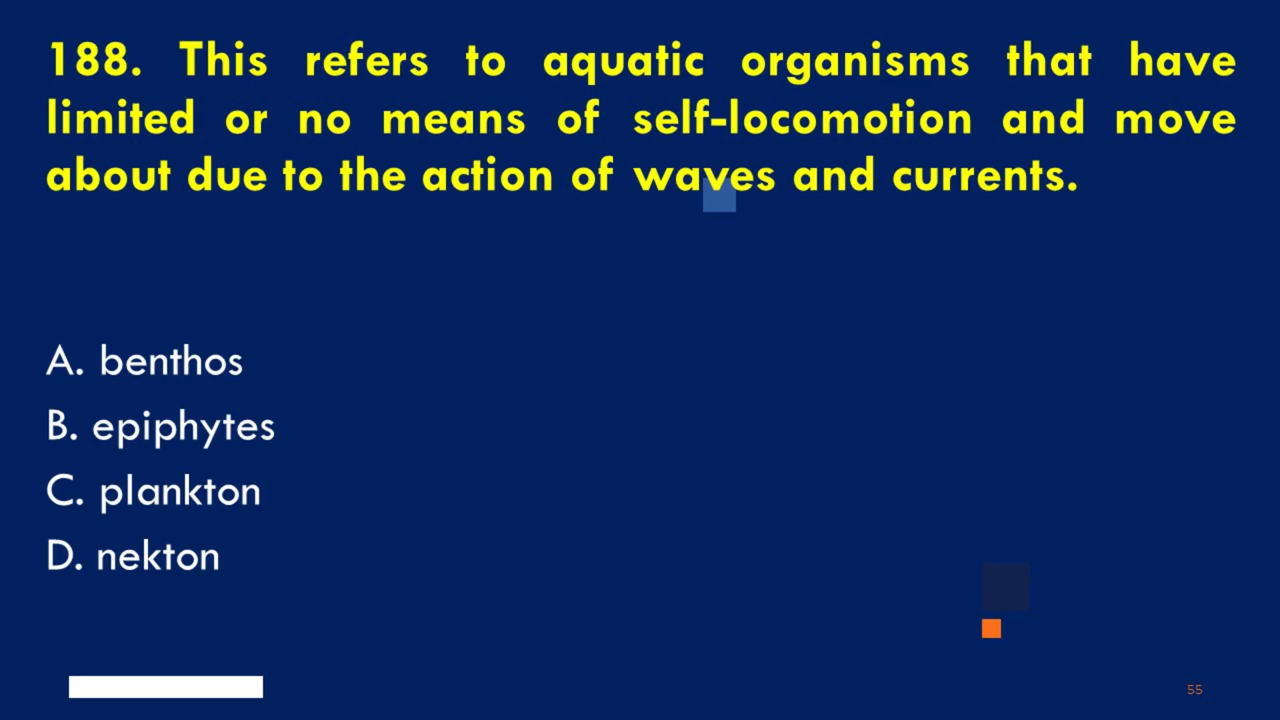 188. This refers to aquatic organisms that have
limited or no means of self-locomotion and move
about due to the action of waves and currents.
A. benthos
B. epiphytes
C. plankton
D. nekton
55